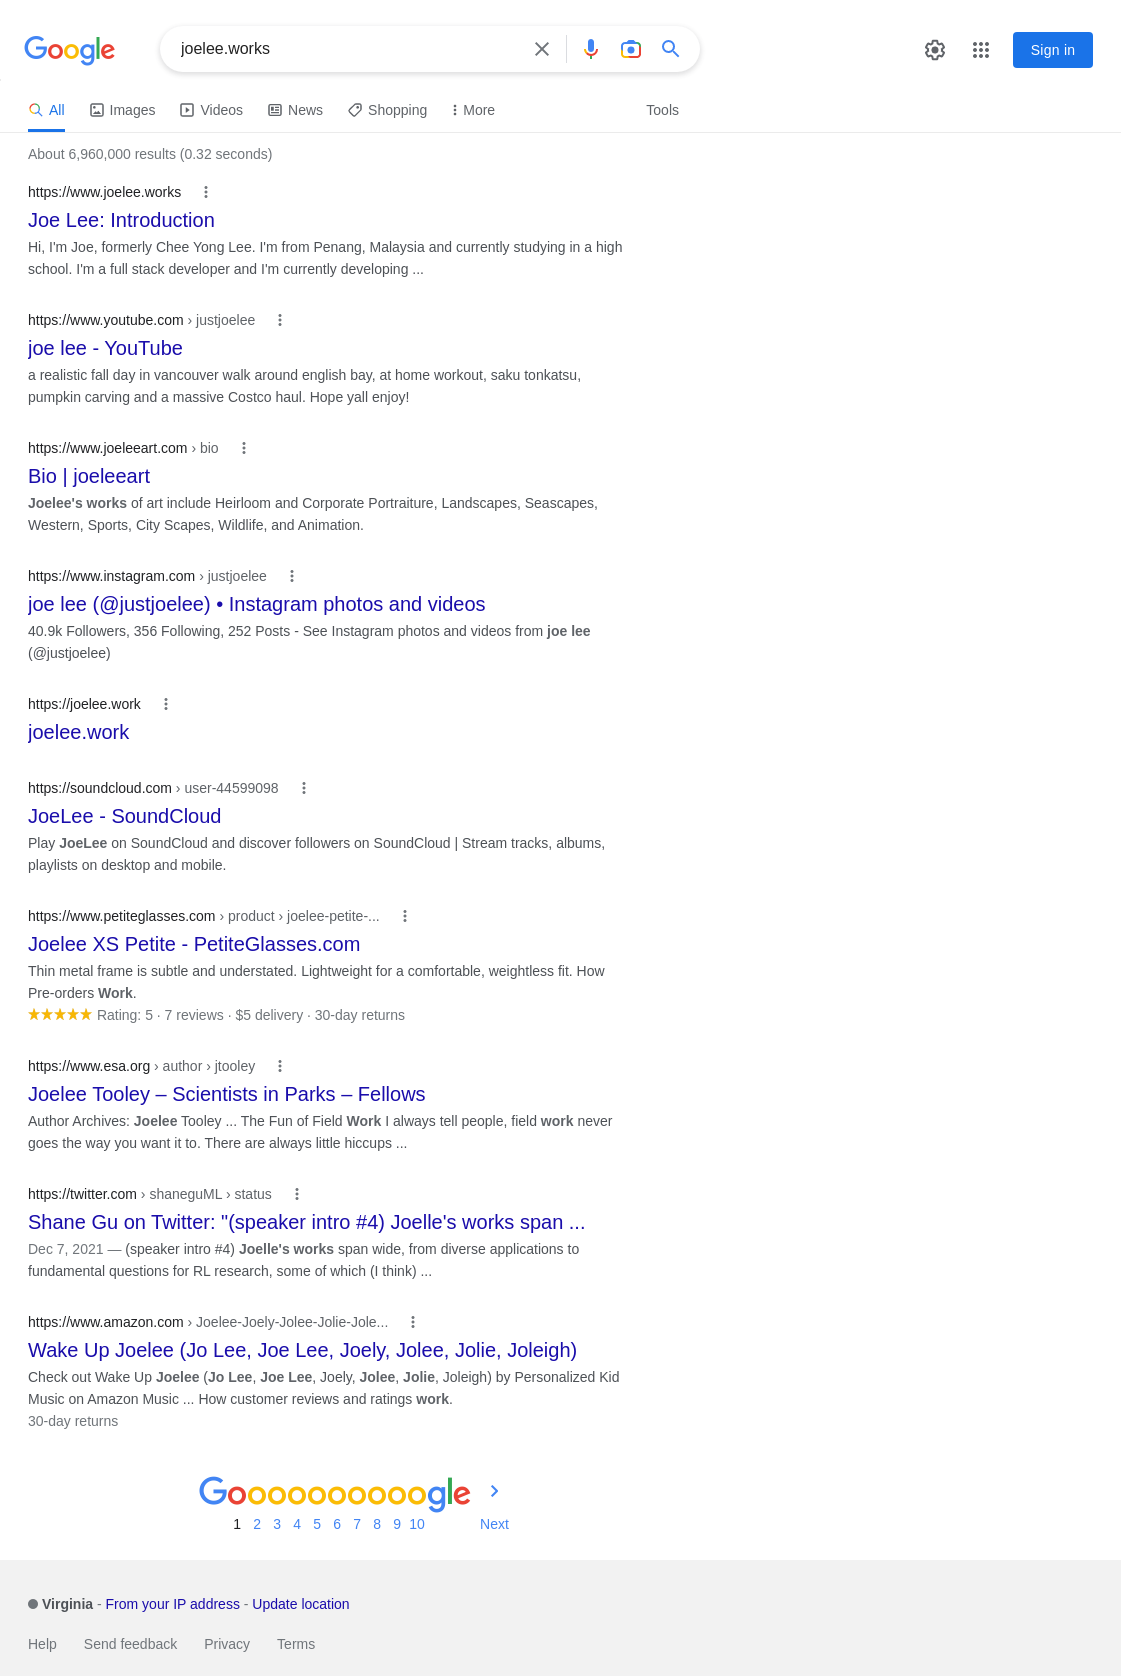 Google
joelee.works
Sign in
All Images Videos News Shopping More Tools
About 6,960,000 results (0.32 seconds)
https://www.joelee.works
Joe Lee: Introduction
Hi, I'm Joe, formerly Chee Yong Lee. I'm from Penang, Malaysia and currently studying in a high
school. I'm a full stack developer and I'm currently developing ...
https://www.youtube.com › justjoelee
joe lee - YouTube
a realistic fall day in vancouver walk around english bay, at home workout, saku tonkatsu,
pumpkin carving and a massive Costco haul. Hope yall enjoy!
https://www.joeleeart.com › bio
Bio | joeleeart
Joelee's works of art include Heirloom and Corporate Portraiture, Landscapes, Seascapes,
Western, Sports, City Scapes, Wildlife, and Animation.
https://www.instagram.com › justjoelee
joe lee (@justjoelee) • Instagram photos and videos
40.9k Followers, 356 Following, 252 Posts - See Instagram photos and videos from joe lee
(@justjoelee)
https://joelee.work
joelee.work
https://soundcloud.com › user-44599098
JoeLee - SoundCloud
Play JoeLee on SoundCloud and discover followers on SoundCloud | Stream tracks, albums,
playlists on desktop and mobile.
https://www.petiteglasses.com › product › joelee-petite-...
Joelee XS Petite - PetiteGlasses.com
Thin metal frame is subtle and understated. Lightweight for a comfortable, weightless fit. How
Pre-orders Work.
Rating: 5 · 7 reviews · $5 delivery · 30-day returns
https://www.esa.org › author › jtooley
Joelee Tooley – Scientists in Parks – Fellows
Author Archives: Joelee Tooley ... The Fun of Field Work I always tell people, field work never
goes the way you want it to. There are always little hiccups ...
https://twitter.com › shaneguML › status
Shane Gu on Twitter: "(speaker intro #4) Joelle's works span ...
Dec 7, 2021 — (speaker intro #4) Joelle's works span wide, from diverse applications to
fundamental questions for RL research, some of which (I think) ...
https://www.amazon.com › Joelee-Joely-Jolee-Jolie-Jole...
Wake Up Joelee (Jo Lee, Joe Lee, Joely, Jolee, Jolie, Joleigh)
Check out Wake Up Joelee (Jo Lee, Joe Lee, Joely, Jolee, Jolie, Joleigh) by Personalized Kid
Music on Amazon Music ... How customer reviews and ratings work.
30-day returns
Goooooooooogle
1 2 3 4 5 6 7 8 9 10 Next
Virginia - From your IP address - Update location
Help Send feedback Privacy Terms